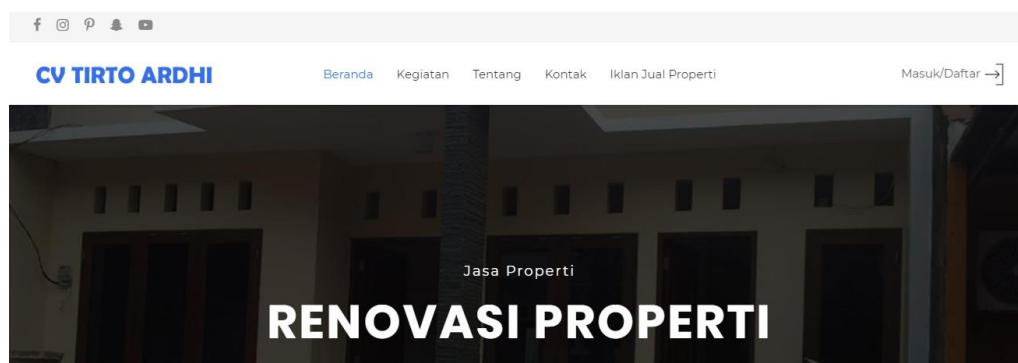 CV TIRTO ARDHI
Beranda Kegiatan Tentang Kontak Iklan Jual Properti
Masuk/Daftar
Jasa Properti
RENOVASI PROPERTI